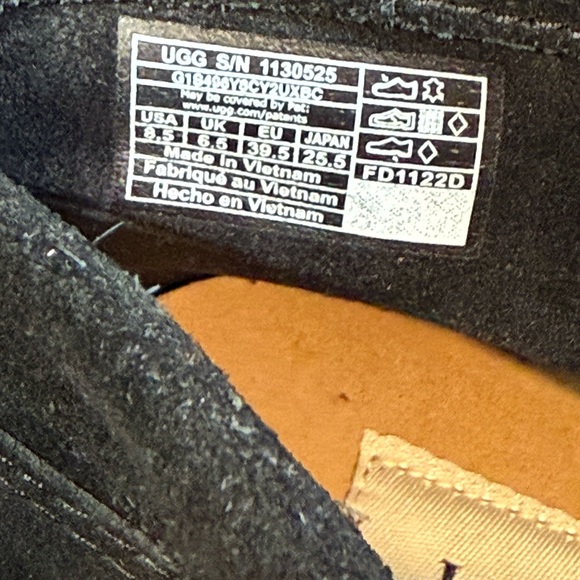 UGG S/N 1130525
G19496Y6CY2UXBC
May be covered by Pat:
www.ugg.com/patents
USA UK EU JAPAN
8.5 6.5 39.5 25.5
Made in Vietnam
Fabriqué au Vietnam
Hecho en Vietnam
FD1122D